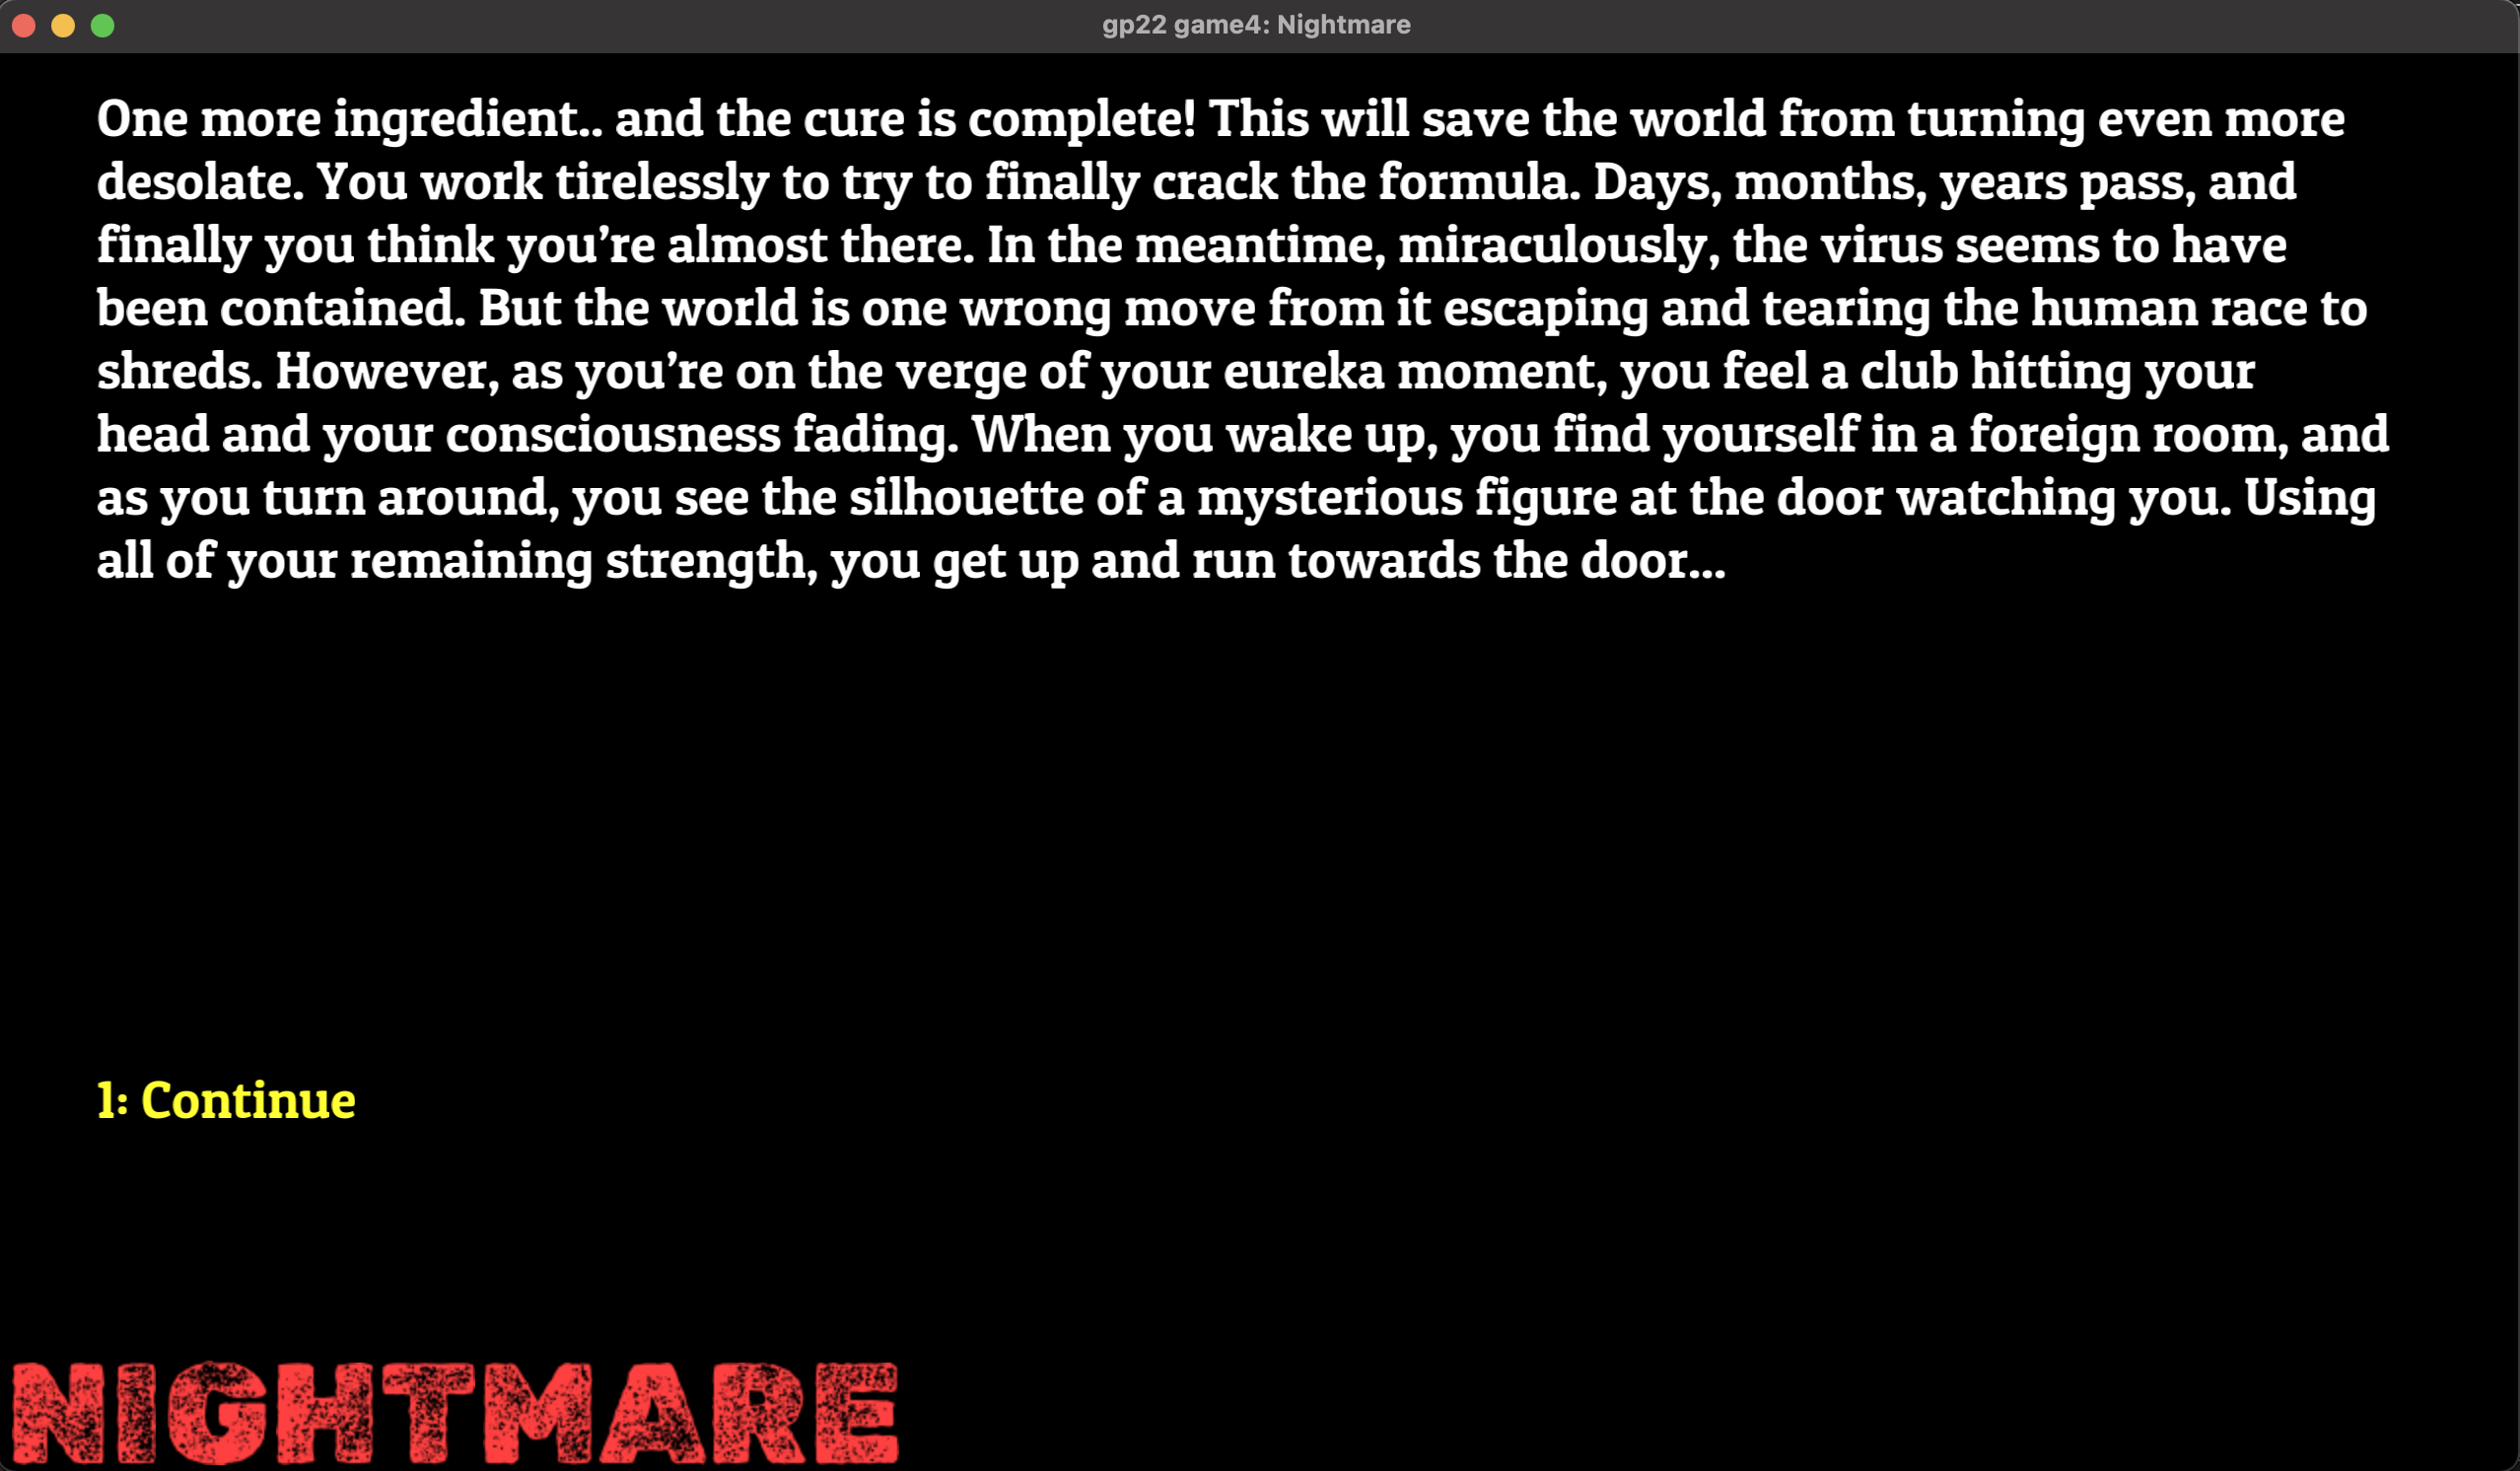 gp22 game4: Nightmare
One more ingredient.. and the cure is complete! This will save the world from turning even more
desolate. You work tirelessly to try to finally crack the formula. Days, months, years pass, and
finally you think you’re almost there. In the meantime, miraculously, the virus seems to have
been contained. But the world is one wrong move from it escaping and tearing the human race to
shreds. However, as you’re on the verge of your eureka moment, you feel a club hitting your
head and your consciousness fading. When you wake up, you find yourself in a foreign room, and
as you turn around, you see the silhouette of a mysterious figure at the door watching you. Using
all of your remaining strength, you get up and run towards the door...
1: Continue
NIGHTMARE